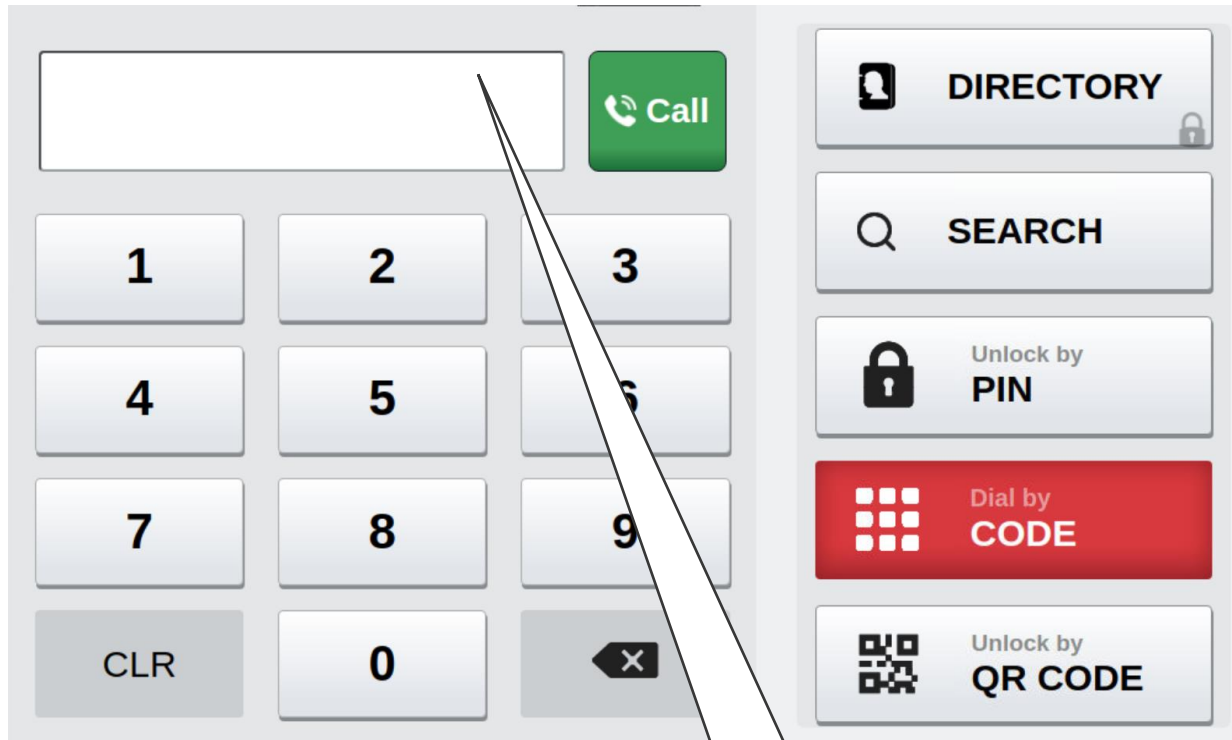 Call
1 2 3
4 5 6
7 8 9
CLR 0
DIRECTORY
SEARCH
Unlock by
PIN
Dial by
CODE
Unlock by
QR CODE